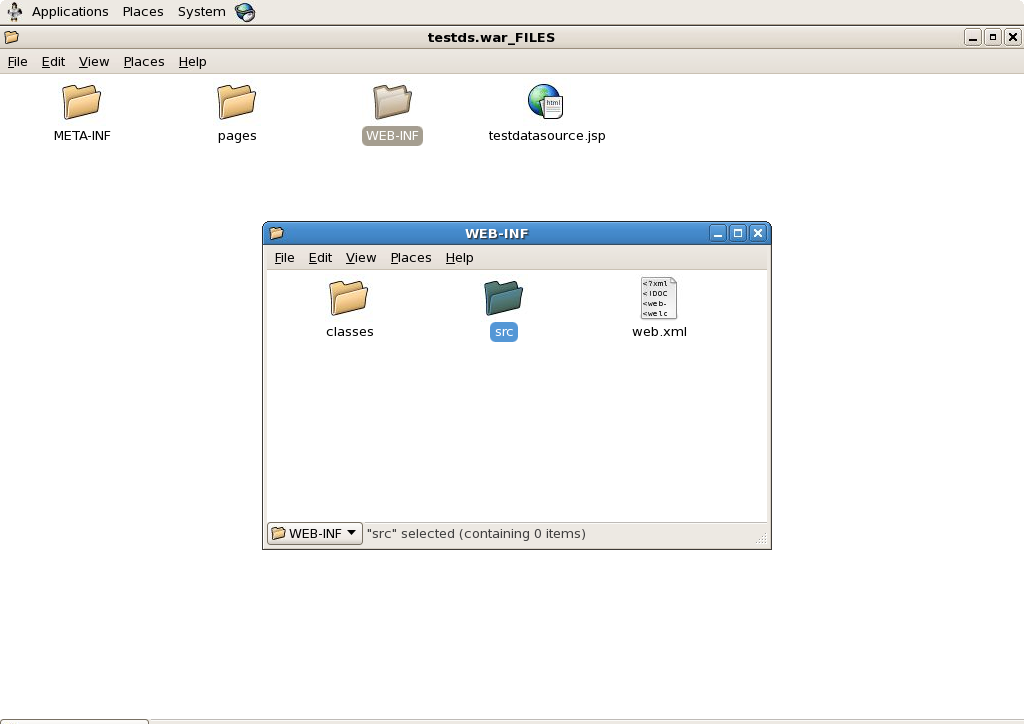 Applications Places System
testds.war_FILES
File Edit View Places Help
META-INF pages WEB-INF testdatasource.jsp
html
WEB-INF
File Edit View Places Help
<?xml
<!DOC
<web-
<welc
classes src web.xml
WEB-INF "src" selected (containing 0 items)